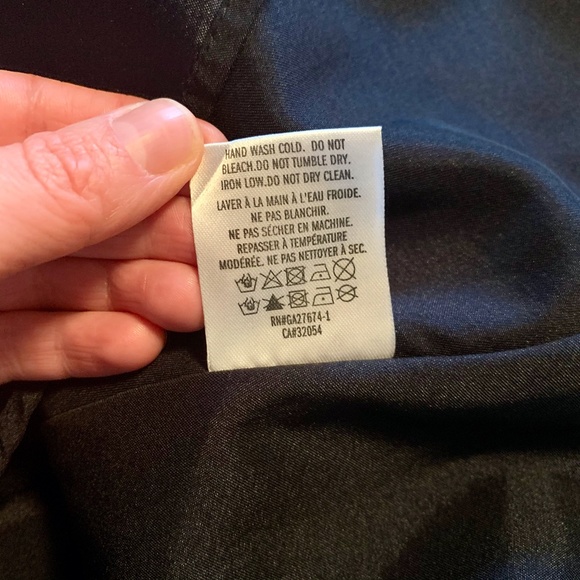 HAND WASH COLD. DO NOT
BLEACH.DO NOT TUMBLE DRY.
IRON LOW.DO NOT DRY CLEAN.
LAVER À LA MAIN À L'EAU FROIDE.
NE PAS BLANCHIR.
NE PAS SÉCHER EN MACHINE.
REPASSER À TEMPÉRATURE
MODÉRÉE. NE PAS NETTOYER À SEC.
RN#GA27674-1
CA#32054